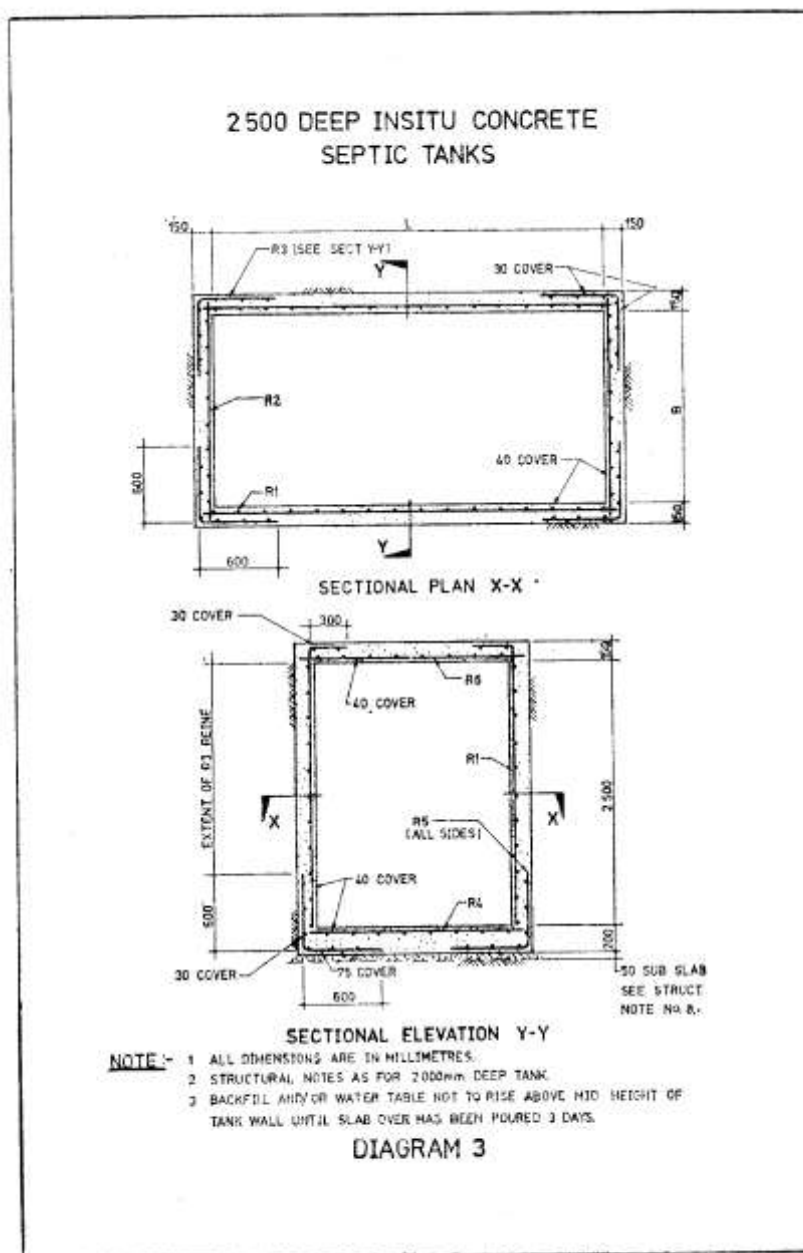 2500 DEEP INSITU CONCRETE
SEPTIC TANKS
150
L
150
R3 (SEE SECT Y-Y)
Y
30 COVER
R2
B
600
R1
40 COVER
150
Y
600
SECTIONAL PLAN X-X
30 COVER
300
R6
40 COVER
EXTENT OF R3 REINF
R1
2500
X
X
R5
(ALL SIDES)
40 COVER
600
R4
200
30 COVER
75 COVER
600
50 SUB SLAB
SEE STRUCT
NOTE No. 8.
SECTIONAL ELEVATION Y-Y
NOTE:- 1 ALL DIMENSIONS ARE IN MILLIMETRES.
2 STRUCTURAL NOTES AS FOR 2000mm DEEP TANK.
3 BACKFILL AND/OR WATER TABLE NOT TO RISE ABOVE MID HEIGHT OF
TANK WALL UNTIL SLAB OVER HAS BEEN POURED 3 DAYS.
DIAGRAM 3